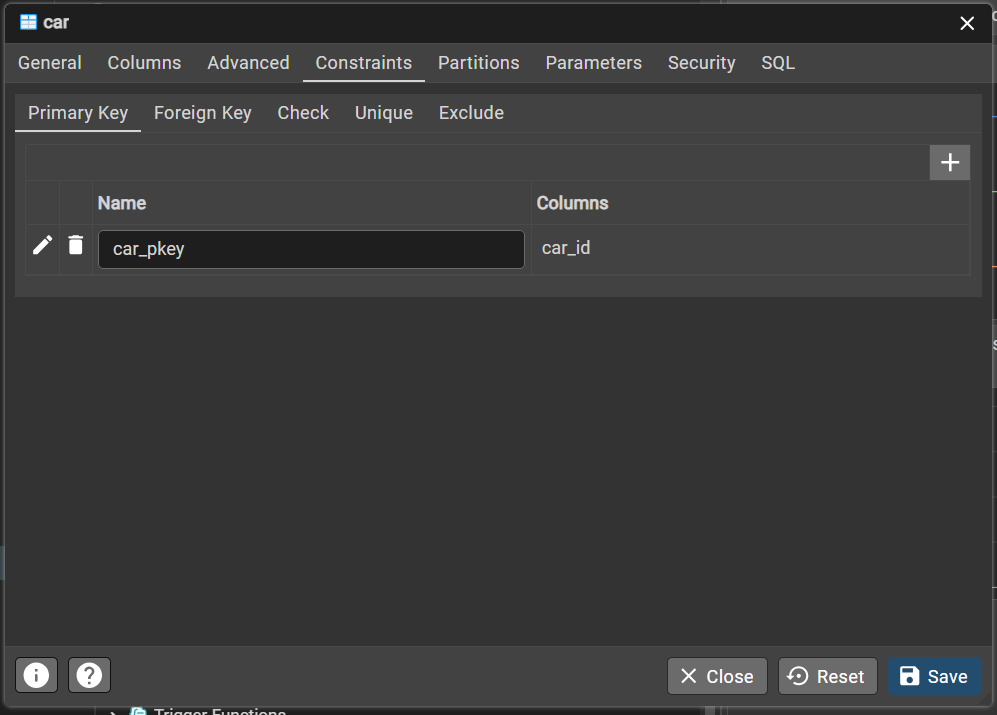 car
General Columns Advanced Constraints Partitions Parameters Security SQL
Primary Key Foreign Key Check Unique Exclude
Name Columns
car_pkey car_id
Close Reset Save
Trigger Functions